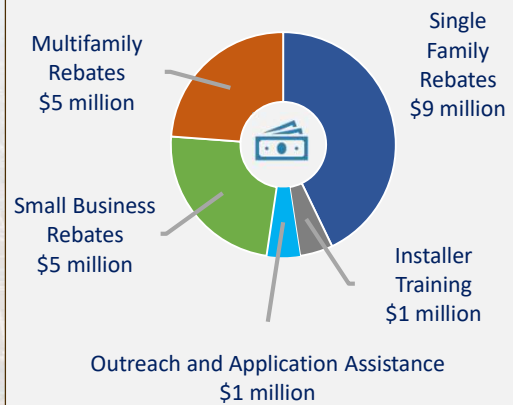 Single
Family
Rebates
$9 million
Multifamily
Rebates
$5 million
Small Business
Rebates
$5 million
Installer
Training
$1 million
Outreach and Application Assistance
$1 million